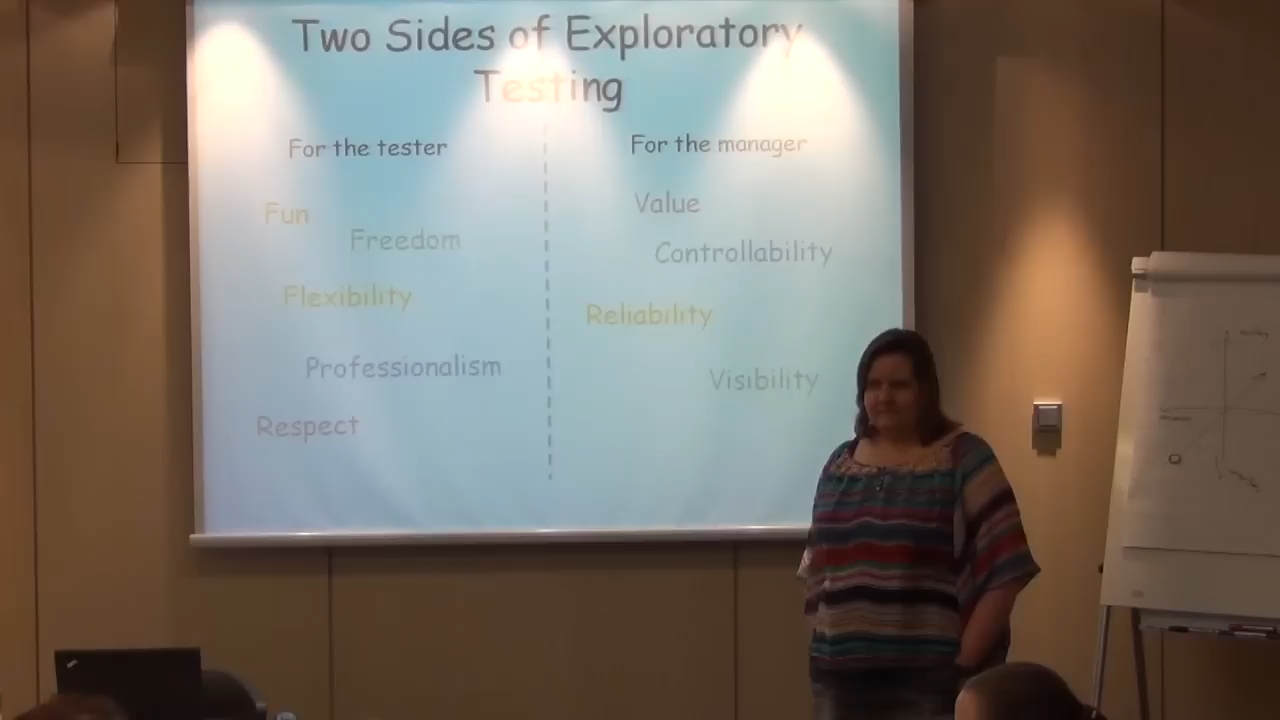 Two Sides of Exploratory
Testing
For the tester
Fun
Freedom
Flexibility
Professionalism
Respect
For the manager
Value
Controllability
Reliability
Visibility